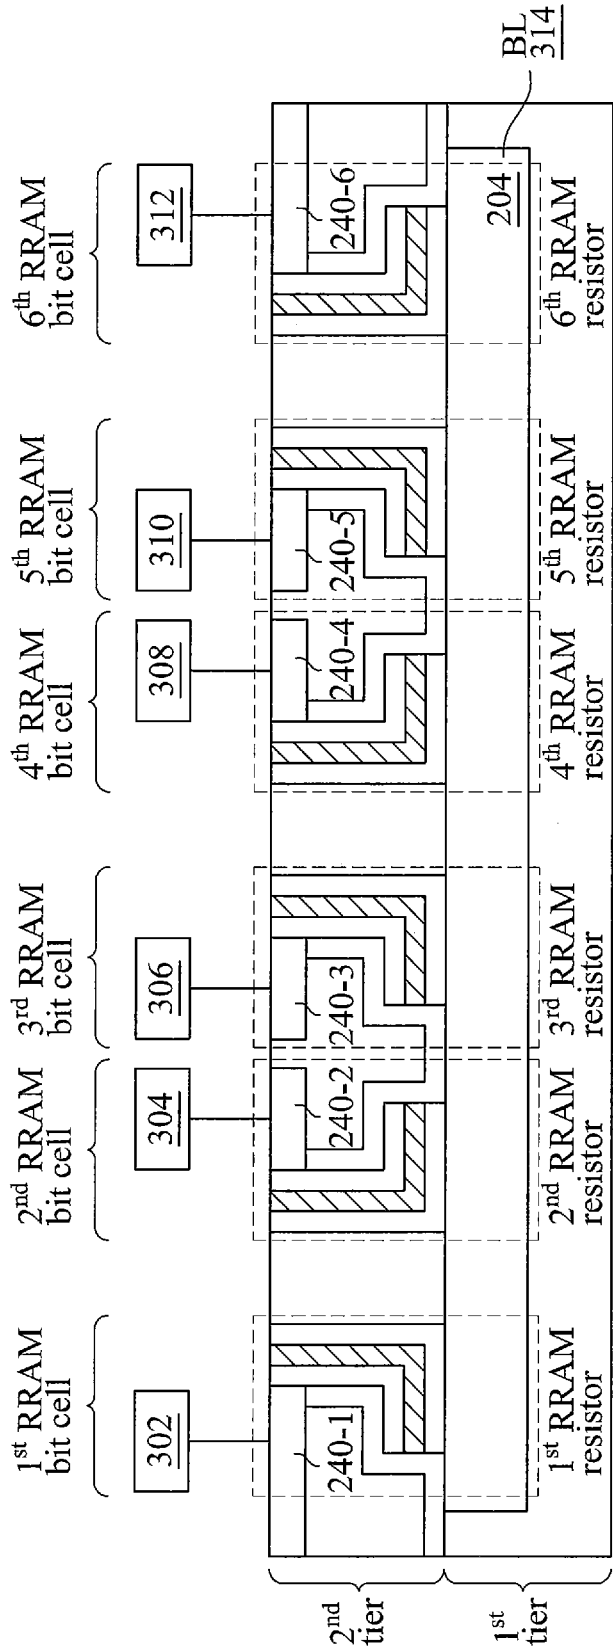 1st RRAM
bit cell
2nd RRAM
bit cell
3rd RRAM
bit cell
4th RRAM
bit cell
5th RRAM
bit cell
6th RRAM
bit cell
302
304
306
308
310
312
2nd
tier
240-1
240-2
240-3
240-4
240-5
240-6
1st
tier
204
BL
314
1st RRAM
resistor
2nd RRAM
resistor
3rd RRAM
resistor
4th RRAM
resistor
5th RRAM
resistor
6th RRAM
resistor